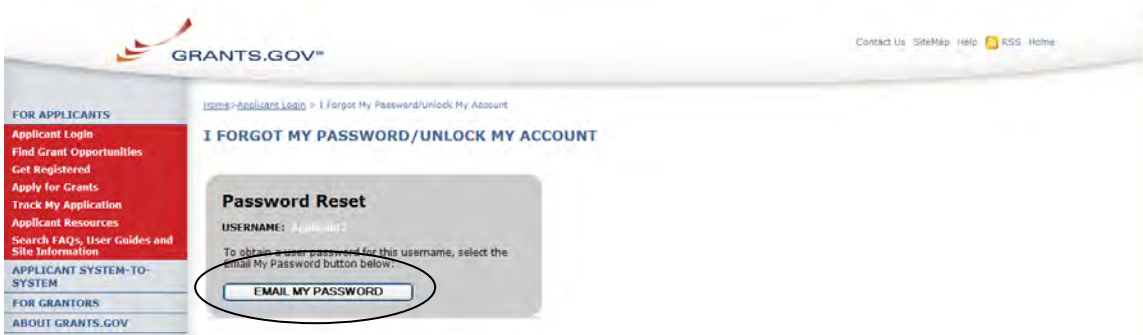 GRANTS.GOV℠
Contact Us SiteMap Help RSS Home
Home > Applicant Login > I Forgot My Password/Unlock My Account
FOR APPLICANTS
Applicant Login
Find Grant Opportunities
Get Registered
Apply for Grants
Track My Application
Applicant Resources
Search FAQs, User Guides and
Site Information
APPLICANT SYSTEM-TO-
SYSTEM
FOR GRANTORS
ABOUT GRANTS.GOV
I FORGOT MY PASSWORD/UNLOCK MY ACCOUNT
Password Reset
USERNAME: Applicant2
To obtain a user password for this username, select the
Email My Password button below.
EMAIL MY PASSWORD